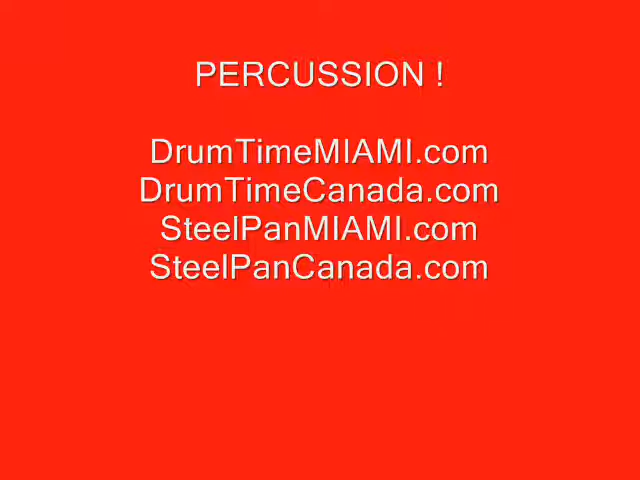 PERCUSSION !
DrumTimeMIAMI.com
DrumTimeCanada.com
SteelPanMIAMI.com
SteelPanCanada.com